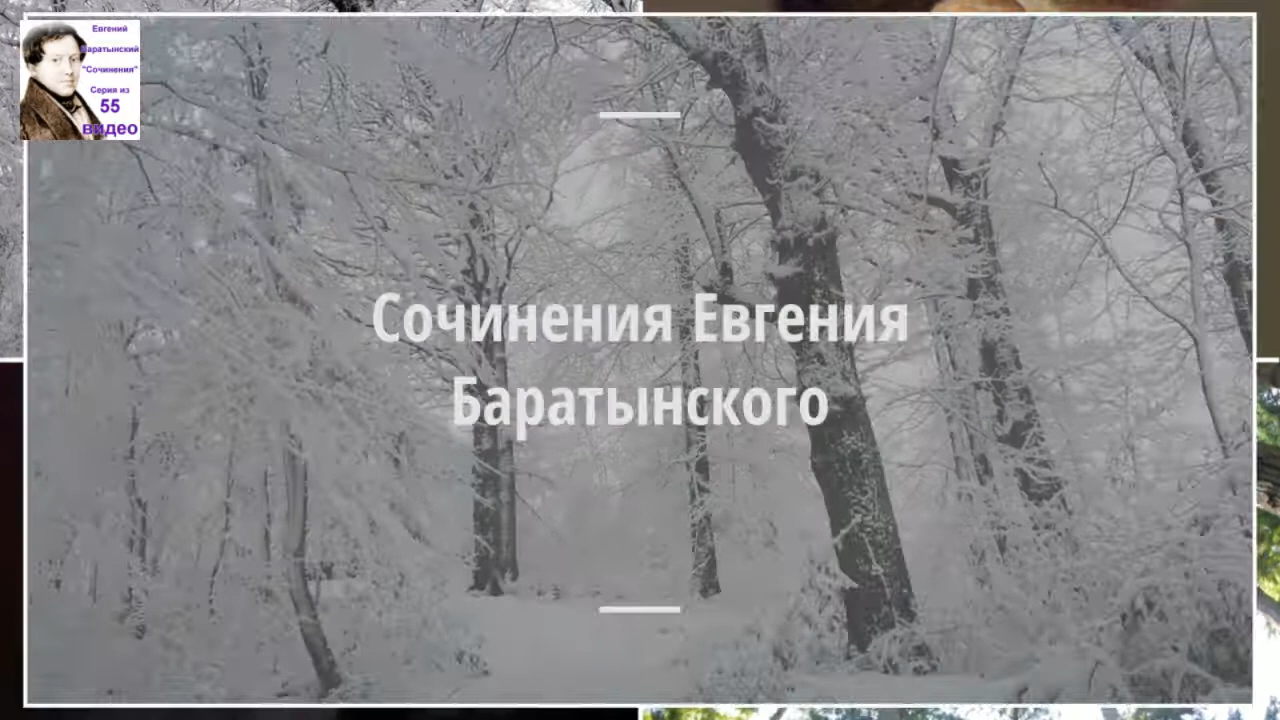 Евгений
Баратынский
"Сочинения"
Серия из
55
видео
Сочинения Евгения
Баратынского